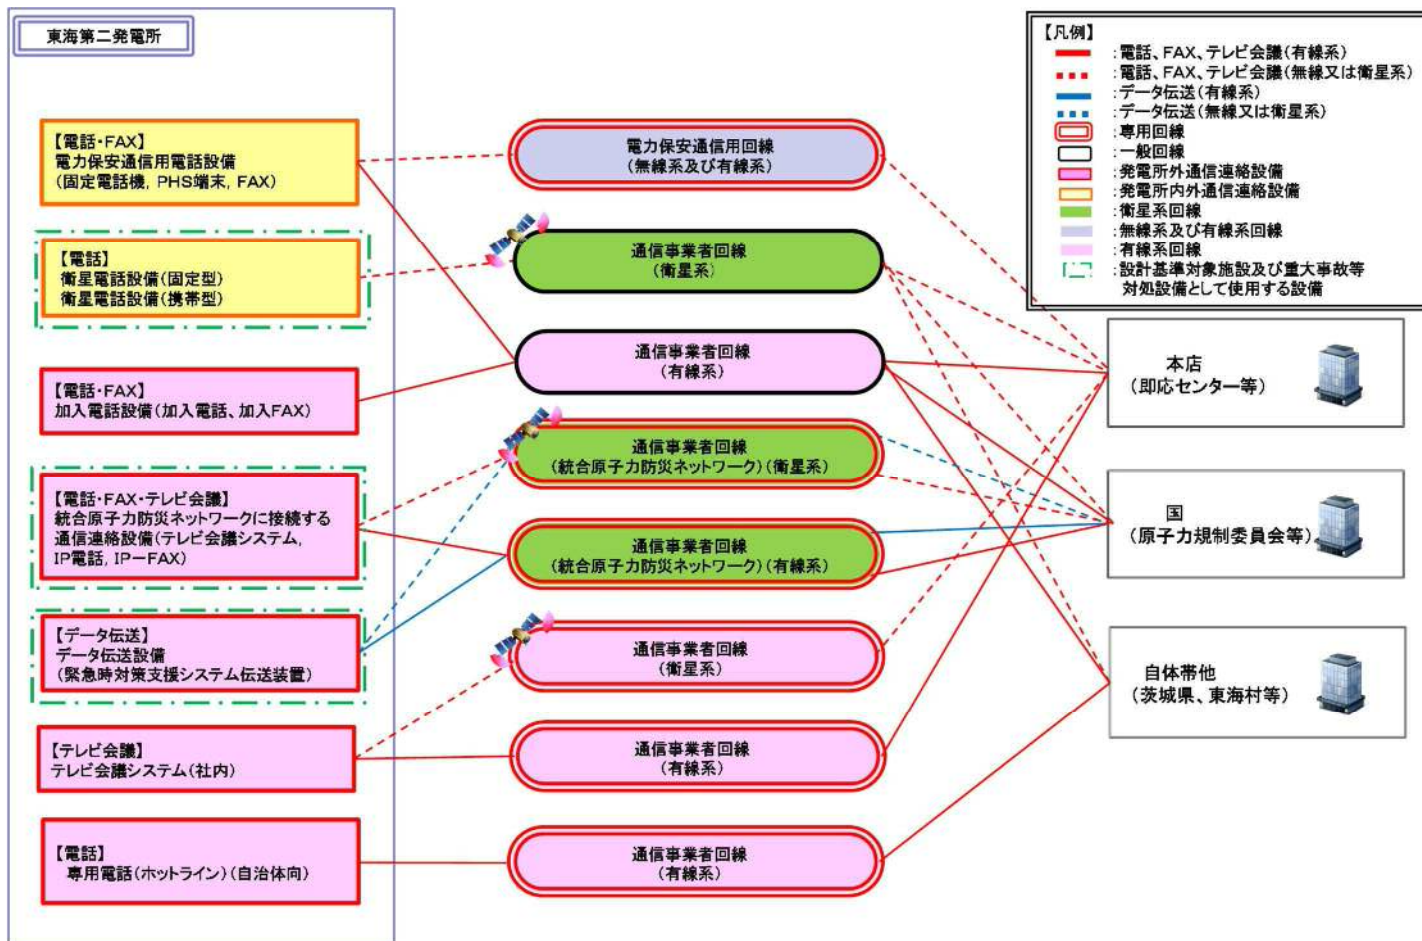 東海第二発電所
【電話・FAX】
電力保安通信用電話設備
(固定電話機, PHS端末, FAX)
【電話】
衛星電話設備(固定型)
衛星電話設備(携帯型)
【電話・FAX】
加入電話設備(加入電話、加入FAX)
【電話・FAX・テレビ会議】
統合原子力防災ネットワークに接続する
通信連絡設備(テレビ会議システム,
IP電話, IP-FAX)
【データ伝送】
データ伝送設備
(緊急時対策支援システム伝送装置)
【テレビ会議】
テレビ会議システム(社内)
【電話】
専用電話(ホットライン)(自治体向)
電力保安通信用回線
(無線系及び有線系)
通信事業者回線
(衛星系)
通信事業者回線
(有線系)
通信事業者回線
(統合原子力防災ネットワーク)(衛星系)
通信事業者回線
(統合原子力防災ネットワーク)(有線系)
通信事業者回線
(衛星系)
通信事業者回線
(有線系)
通信事業者回線
(有線系)
【凡例】
:電話、FAX、テレビ会議(有線系)
:電話、FAX、テレビ会議(無線又は衛星系)
:データ伝送(有線系)
:データ伝送(無線又は衛星系)
:専用回線
:一般回線
:発電所外通信連絡設備
:発電所内外通信連絡設備
:衛星系回線
:無線系及び有線系回線
:有線系回線
:設計基準対象施設及び重大事故等
対処設備として使用する設備
本店
(即応センター等)
国
(原子力規制委員会等)
自体帯他
(茨城県、東海村等)